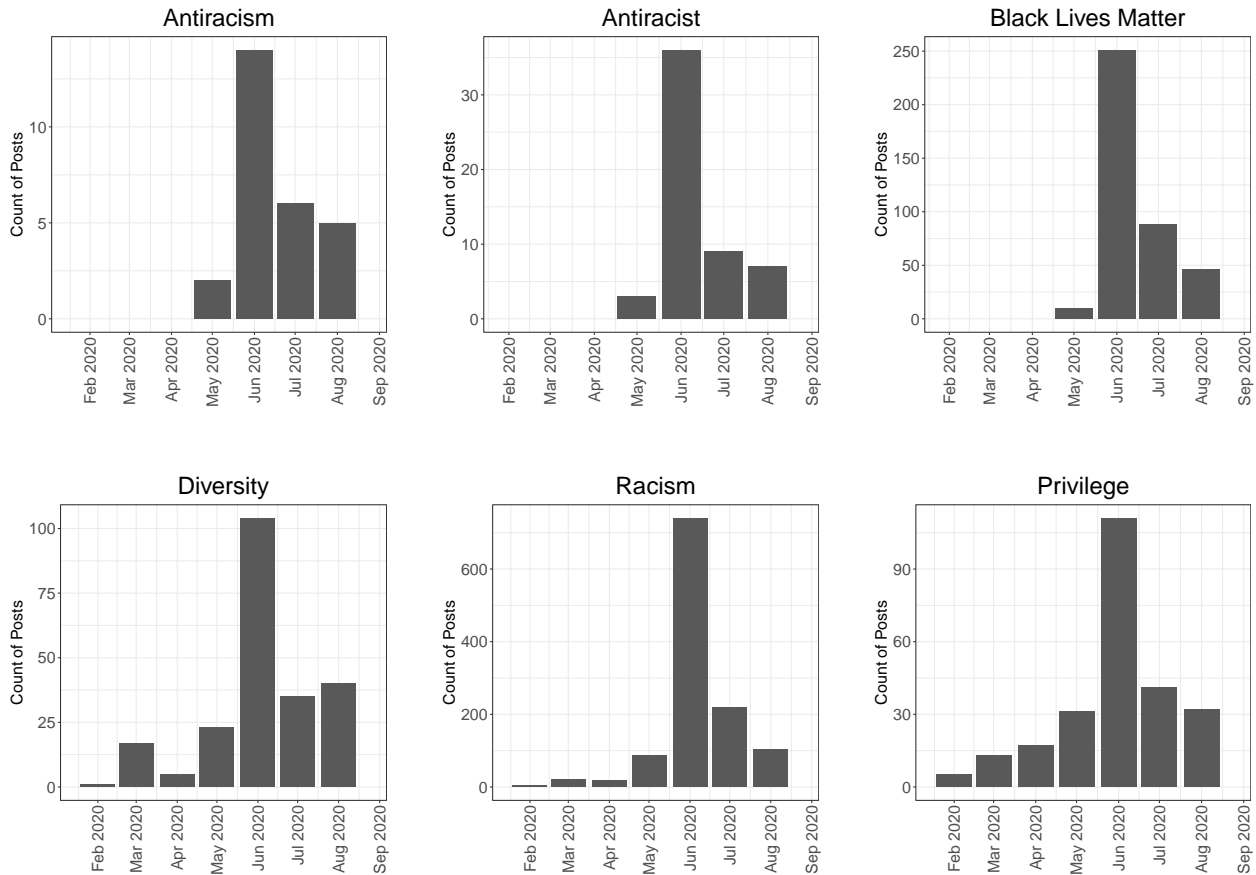 Antiracism
Antiracist
Black Lives Matter
Count of Posts
10
5
0
Feb 2020
Mar 2020
Apr 2020
May 2020
Jun 2020
Jul 2020
Aug 2020
Sep 2020
Count of Posts
30
20
10
0
Feb 2020
Mar 2020
Apr 2020
May 2020
Jun 2020
Jul 2020
Aug 2020
Sep 2020
Count of Posts
250
200
150
100
50
0
Feb 2020
Mar 2020
Apr 2020
May 2020
Jun 2020
Jul 2020
Aug 2020
Sep 2020
Diversity
Racism
Privilege
Count of Posts
100
75
50
25
0
Feb 2020
Mar 2020
Apr 2020
May 2020
Jun 2020
Jul 2020
Aug 2020
Sep 2020
Count of Posts
600
400
200
0
Feb 2020
Mar 2020
Apr 2020
May 2020
Jun 2020
Jul 2020
Aug 2020
Sep 2020
Count of Posts
90
60
30
0
Feb 2020
Mar 2020
Apr 2020
May 2020
Jun 2020
Jul 2020
Aug 2020
Sep 2020